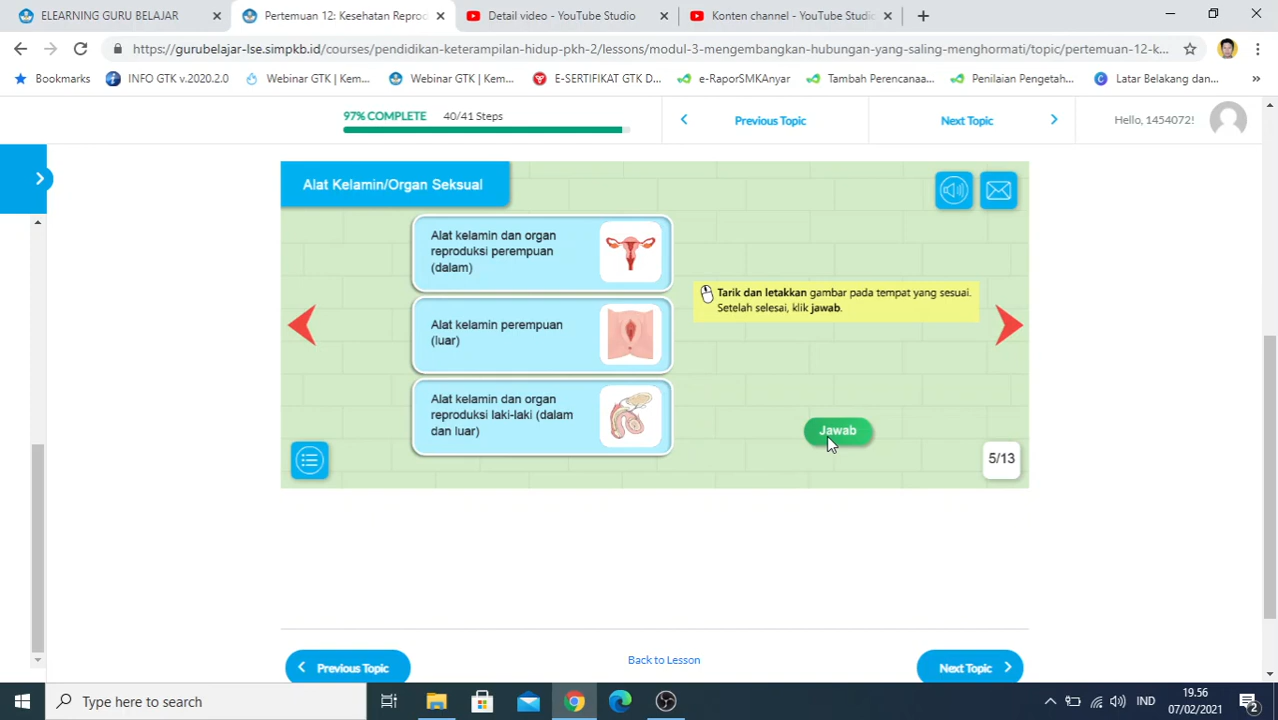 ELEARNING GURU BELAJAR
Pertemuan 12: Kesehatan Reprod
Detail video - YouTube Studio
Konten channel - YouTube Studio
https://gurubelajar-lse.simpkb.id/courses/pendidikan-keterampilan-hidup-pkh-2/lessons/modul-3-mengembangkan-hubungan-yang-saling-menghormati/topic/pertemuan-12-k...
Bookmarks
INFO GTK v.2020.2.0
Webinar GTK | Kem...
Webinar GTK | Kem...
E-SERTIFIKAT GTK D...
e-RaporSMKAnyar
Tambah Perencanaa...
Penilaian Pengetah...
Latar Belakang dan...
97% COMPLETE 40/41 Steps
Previous Topic
Next Topic
Hello, 1454072!
Alat Kelamin/Organ Seksual
Alat kelamin dan organ
reproduksi perempuan
(dalam)
Tarik dan letakkan gambar pada tempat yang sesuai.
Setelah selesai, klik jawab.
Alat kelamin perempuan
(luar)
Alat kelamin dan organ
reproduksi laki-laki (dalam
dan luar)
Jawab
5/13
Previous Topic
Back to Lesson
Next Topic
Type here to search
IND
19.56
07/02/2021
2